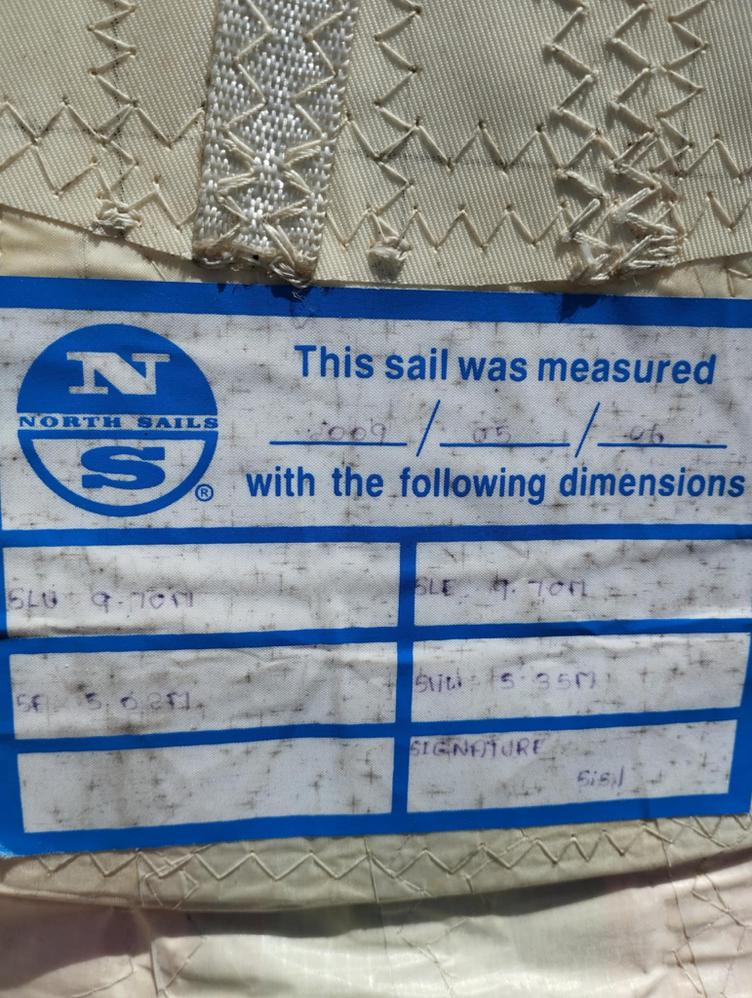 N
NORTH SAILS
S ®
This sail was measured
2009 / 05 / 06
with the following dimensions
SLU 9.70M
SLE 9.70M
SF 5.62M
SMW 5.35M
SIGNATURE